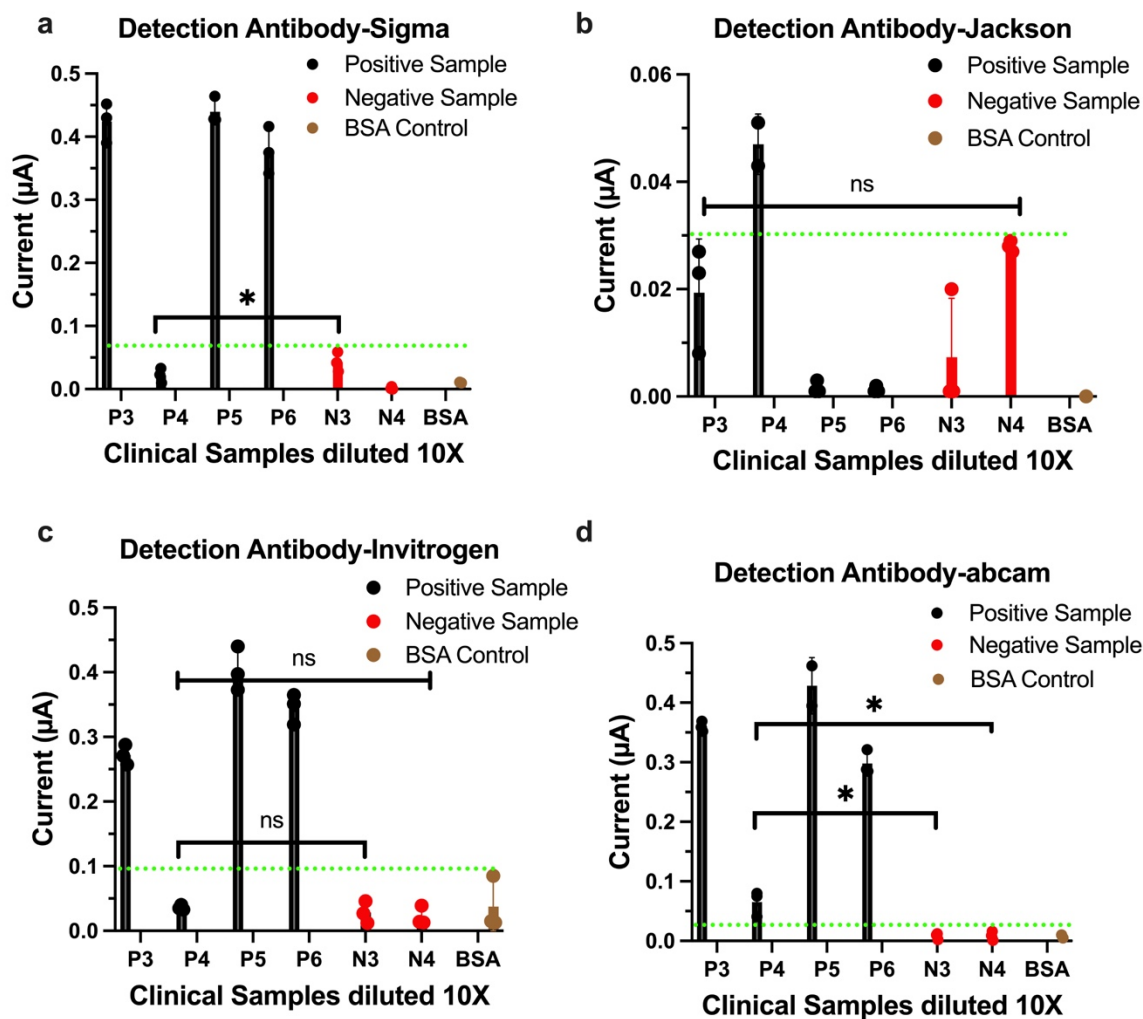 a
Detection Antibody-Sigma
Positive Sample
Negative Sample
BSA Control
0.5
0.4
0.3
0.2
0.1
0.0
Current (µA)
*
P3 P4 P5 P6 N3 N4 BSA
Clinical Samples diluted 10X
b
Detection Antibody-Jackson
Positive Sample
Negative Sample
BSA Control
0.06
0.04
0.02
0.00
Current (µA)
ns
P3 P4 P5 P6 N3 N4 BSA
Clinical Samples diluted 10X
c
Detection Antibody-Invitrogen
Positive Sample
Negative Sample
BSA Control
0.5
0.4
0.3
0.2
0.1
0.0
Current (µA)
ns
ns
P3 P4 P5 P6 N3 N4 BSA
Clinical Samples diluted 10X
d
Detection Antibody-abcam
Positive Sample
Negative Sample
BSA Control
0.5
0.4
0.3
0.2
0.1
0.0
Current (µA)
*
*
P3 P4 P5 P6 N3 N4 BSA
Clinical Samples diluted 10X